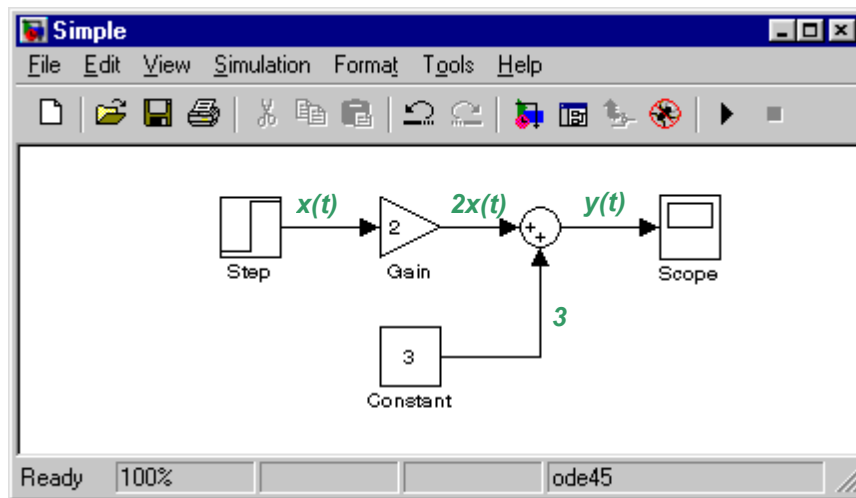 Simple
File Edit View Simulation Format Tools Help
x(t) 2x(t) y(t)
2 + +
Step Gain Scope
3
3
Constant
Ready 100% ode45